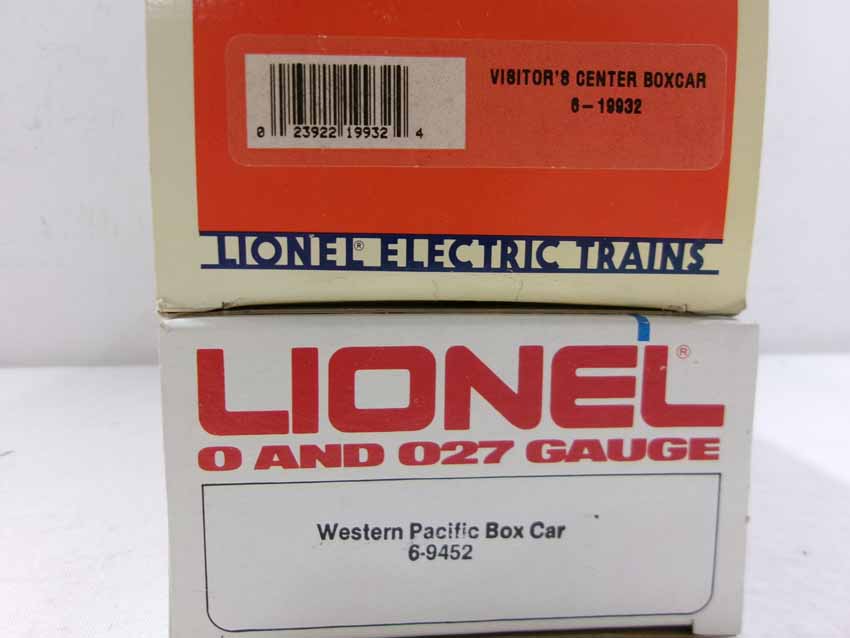 VISITOR'S CENTER BOXCAR
6-19932
0 23922 19932 4
LIONEL® ELECTRIC TRAINS
LIONEL®
O AND O27 GAUGE
Western Pacific Box Car
6-9452